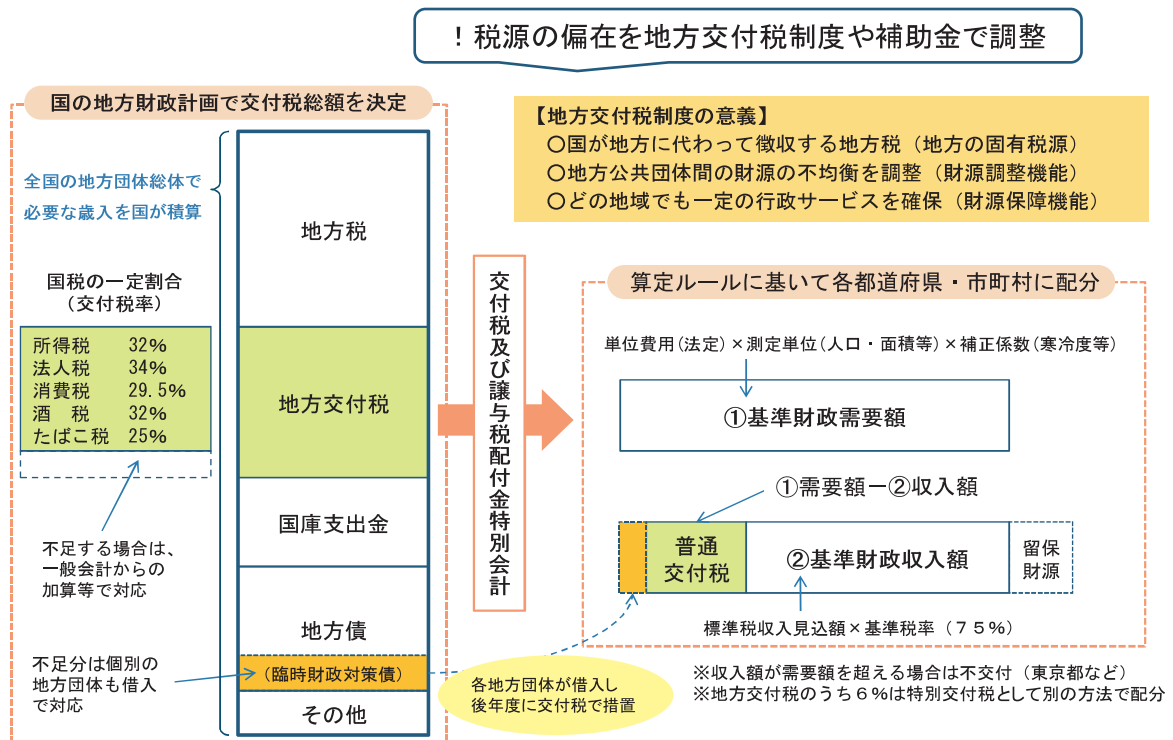 ！税源の偏在を地方交付税制度や補助金で調整
国の地方財政計画で交付税総額を決定
全国の地方団体総体で
必要な歳入を国が積算
国税の一定割合
（交付税率）
所得税 32%
法人税 34%
消費税 29.5%
酒　税 32%
たばこ税 25%
不足する場合は、
一般会計からの
加算等で対応
不足分は個別の
地方団体も借入
で対応
地方税
地方交付税
国庫支出金
地方債
（臨時財政対策債）
その他
交付税及び譲与税配付金特別会計
【地方交付税制度の意義】
○国が地方に代わって徴収する地方税（地方の固有税源）
○地方公共団体間の財源の不均衡を調整（財源調整機能）
○どの地域でも一定の行政サービスを確保（財源保障機能）
算定ルールに基いて各都道府県・市町村に配分
単位費用（法定）×測定単位（人口・面積等）×補正係数（寒冷度等）
①基準財政需要額
①需要額－②収入額
普通
交付税
②基準財政収入額
留保
財源
標準税収入見込額×基準税率（７５%）
各地方団体が借入し
後年度に交付税で措置
※収入額が需要額を超える場合は不交付（東京都など）
※地方交付税のうち６%は特別交付税として別の方法で配分